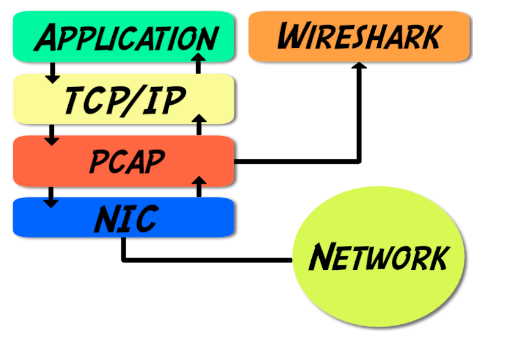 Application
Wireshark
TCP/IP
PCAP
NIC
Network